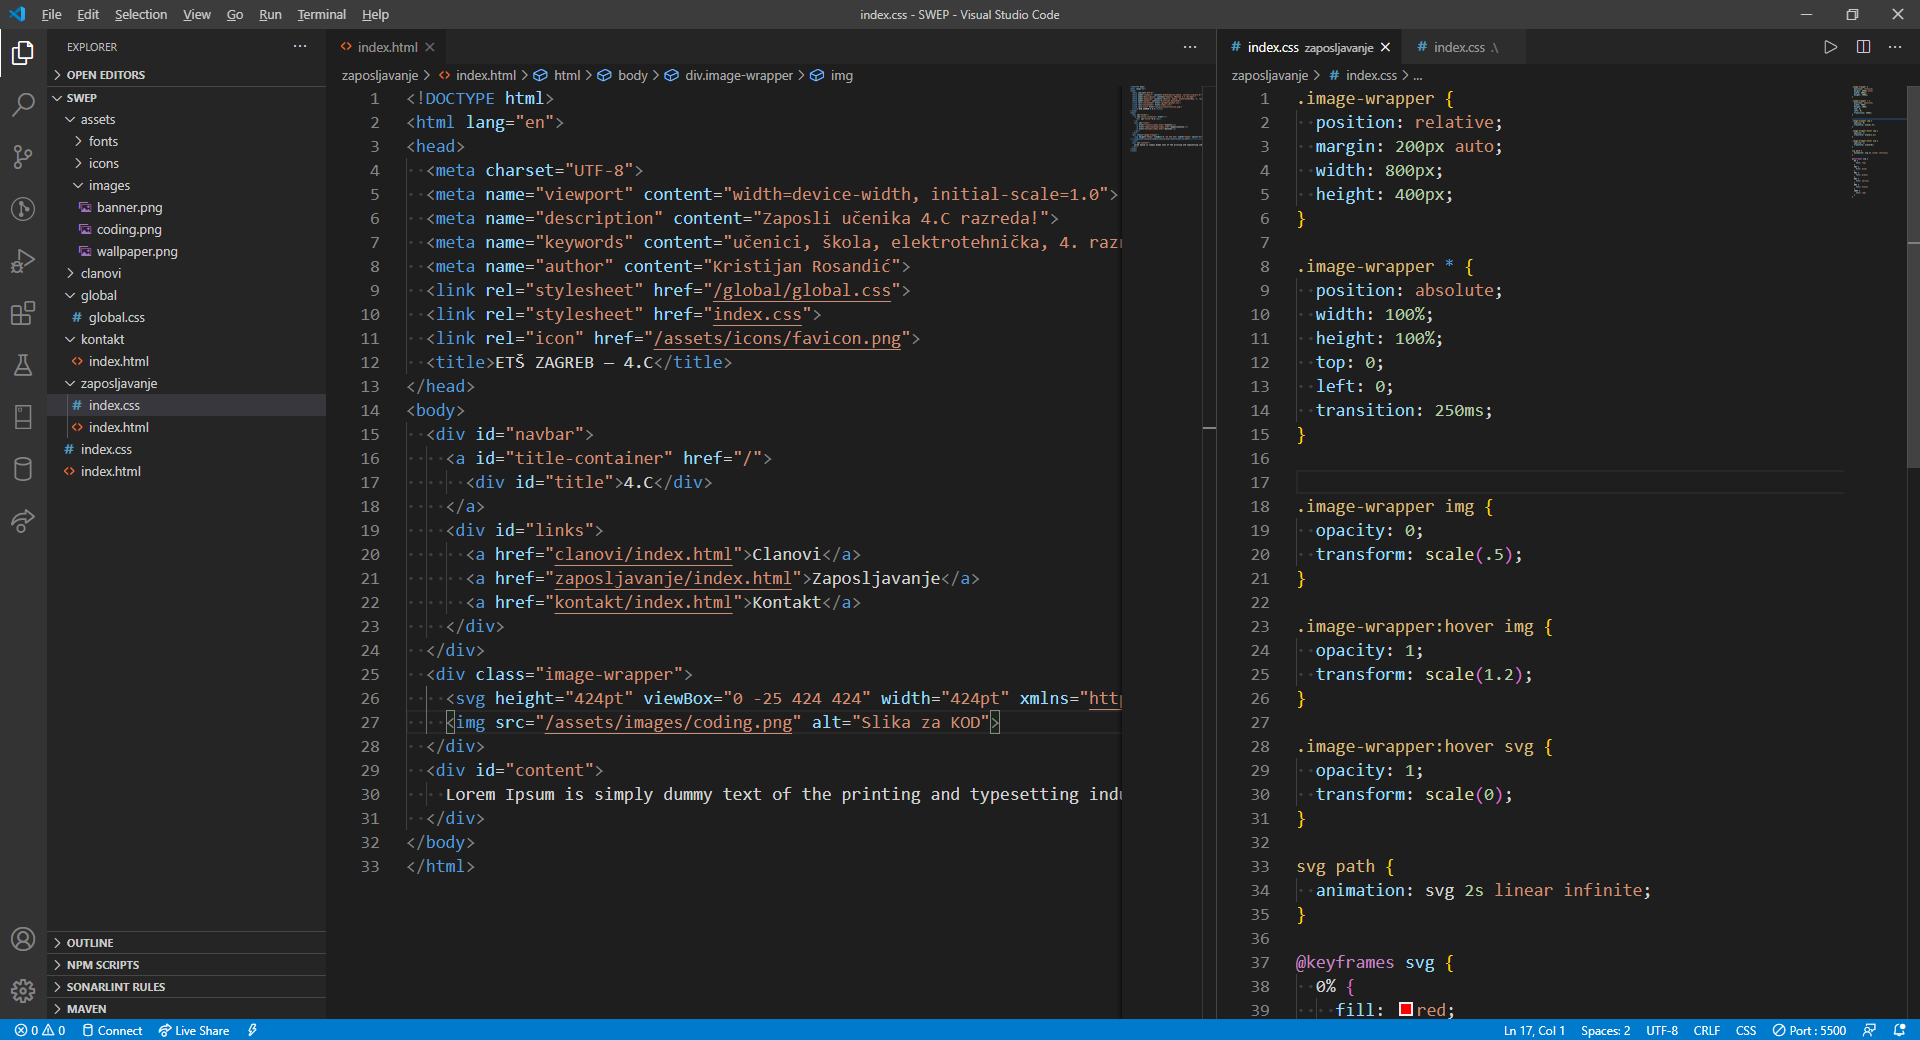 File Edit Selection View Go Run Terminal Help
index.css - SWEP - Visual Studio Code
EXPLORER
OPEN EDITORS
SWEP
assets
fonts
icons
images
banner.png
coding.png
wallpaper.png
clanovi
global
global.css
kontakt
index.html
zaposljavanje
index.css
index.html
index.css
index.html
OUTLINE
NPM SCRIPTS
SONARLINT RULES
MAVEN
index.html
zaposljavanje > index.html > html > body > div.image-wrapper > img
1 <!DOCTYPE html>
2 <html lang="en">
3 <head>
4 <meta charset="UTF-8">
5 <meta name="viewport" content="width=device-width, initial-scale=1.0">
6 <meta name="description" content="Zaposli učenika 4.C razreda!">
7 <meta name="keywords" content="učenici, škola, elektrotehnička, 4. raz
8 <meta name="author" content="Kristijan Rosandić">
9 <link rel="stylesheet" href="/global/global.css">
10 <link rel="stylesheet" href="index.css">
11 <link rel="icon" href="/assets/icons/favicon.png">
12 <title>ETŠ ZAGREB — 4.C</title>
13 </head>
14 <body>
15 <div id="navbar">
16 <a id="title-container" href="/">
17 <div id="title">4.C</div>
18 </a>
19 <div id="links">
20 <a href="clanovi/index.html">Clanovi</a>
21 <a href="zaposljavanje/index.html">Zaposljavanje</a>
22 <a href="kontakt/index.html">Kontakt</a>
23 </div>
24 </div>
25 <div class="image-wrapper">
26 <svg height="424pt" viewBox="0 -25 424 424" width="424pt" xmlns="htt
27 <img src="/assets/images/coding.png" alt="Slika za KOD">
28 </div>
29 <div id="content">
30 Lorem Ipsum is simply dummy text of the printing and typesetting ind
31 </div>
32 </body>
33 </html>
index.css zaposljavanje
index.css .\
zaposljavanje > index.css > ...
1 .image-wrapper {
2 position: relative;
3 margin: 200px auto;
4 width: 800px;
5 height: 400px;
6 }
7
8 .image-wrapper * {
9 position: absolute;
10 width: 100%;
11 height: 100%;
12 top: 0;
13 left: 0;
14 transition: 250ms;
15 }
16
17
18 .image-wrapper img {
19 opacity: 0;
20 transform: scale(.5);
21 }
22
23 .image-wrapper:hover img {
24 opacity: 1;
25 transform: scale(1.2);
26 }
27
28 .image-wrapper:hover svg {
29 opacity: 1;
30 transform: scale(0);
31 }
32
33 svg path {
34 animation: svg 2s linear infinite;
35 }
36
37 @keyframes svg {
38 0% {
39 fill: red;
0 0 Connect Live Share
Ln 17, Col 1 Spaces: 2 UTF-8 CRLF CSS Port : 5500